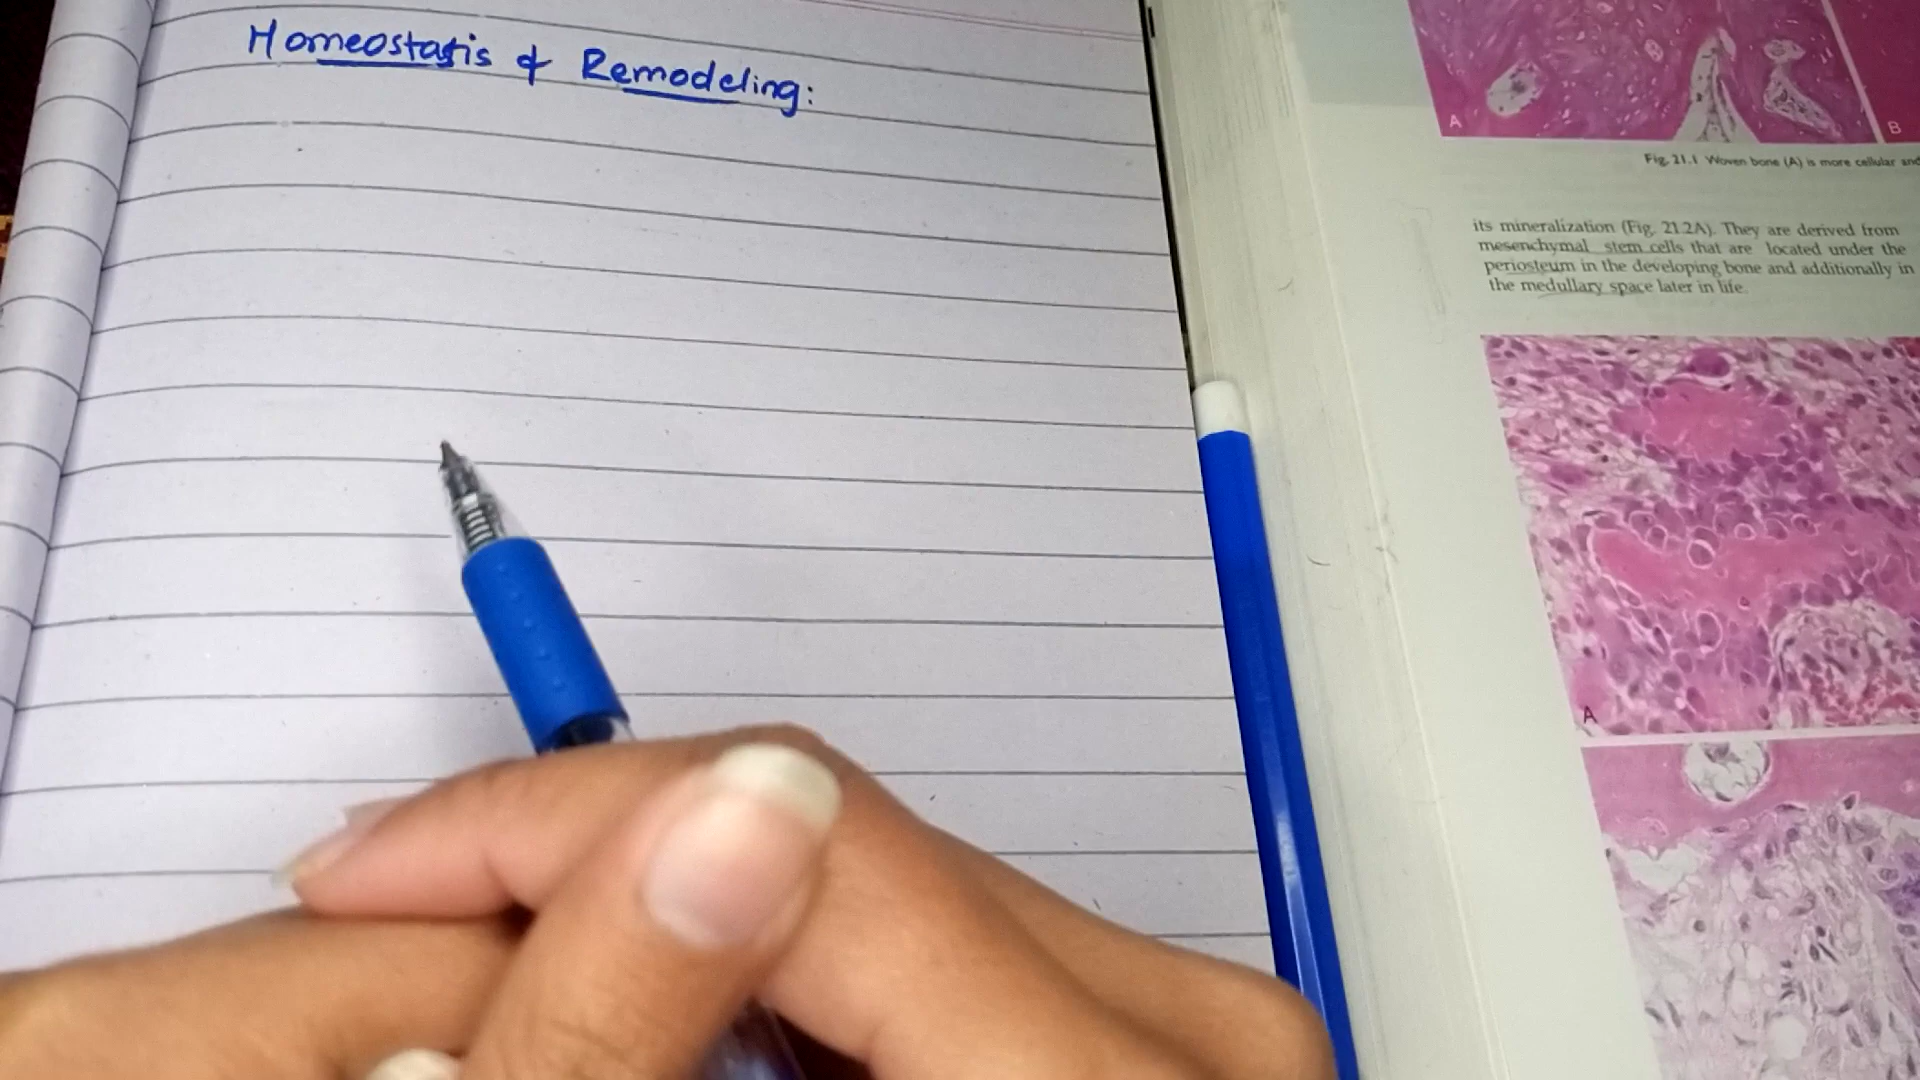 Homeostasis & Remodeling:
A
B
Fig. 21.1 Woven bone (A) is more cellular and
its mineralization (Fig. 21.2A). They are derived from
mesenchymal stem cells that are located under the
periosteum in the developing bone and additionally in
the medullary space later in life.
A